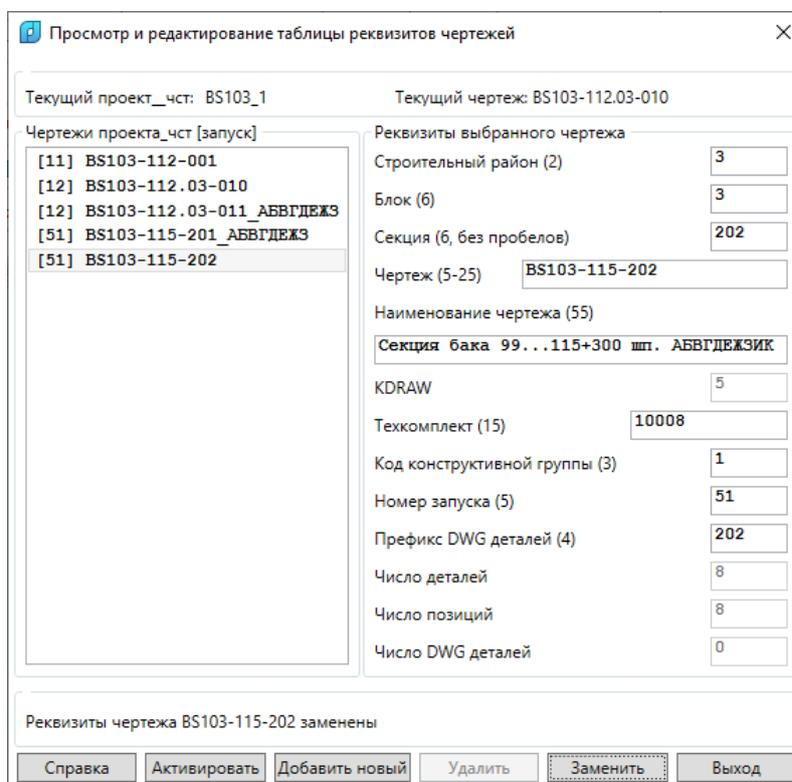 Просмотр и редактирование таблицы реквизитов чертежей
Текущий проект__чст: BS103_1 Текущий чертеж: BS103-112.03-010
Чертежи проекта_чст [запуск]
[11] BS103-112-001
[12] BS103-112.03-010
[12] BS103-112.03-011_АБВГДЕЖЗ
[51] BS103-115-201_АБВГДЕЖЗ
[51] BS103-115-202
Реквизиты выбранного чертежа
Строительный район (2) 3
Блок (6) 3
Секция (6, без пробелов) 202
Чертеж (5-25) BS103-115-202
Наименование чертежа (55)
Секция бака 99...115+300 шп. АБВГДЕЖЗИК
KDRAW 5
Техкомплект (15) 10008
Код конструктивной группы (3) 1
Номер запуска (5) 51
Префикс DWG деталей (4) 202
Число деталей 8
Число позиций 8
Число DWG деталей 0
Реквизиты чертежа BS103-115-202 заменены
Справка Активировать Добавить новый Удалить Заменить Выход